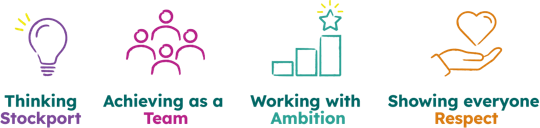 Thinking
Stockport
Achieving as a
Team
Working with
Ambition
Showing everyone
Respect